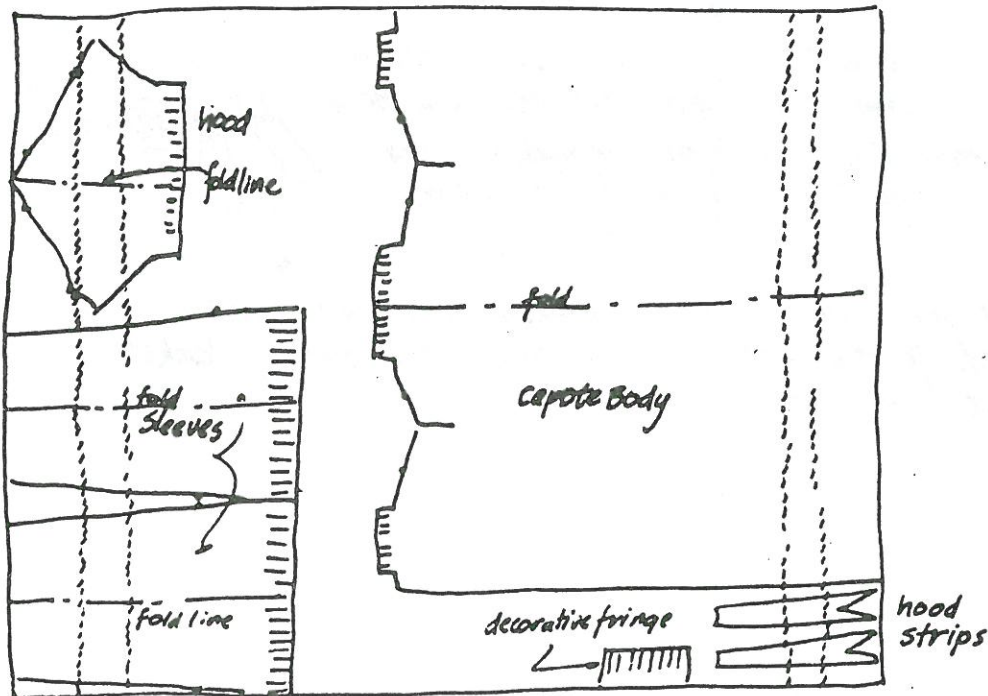 hood
foldline
fold
Capote Body
fold
Sleeves
fold line
decorative fringe
hood
strips